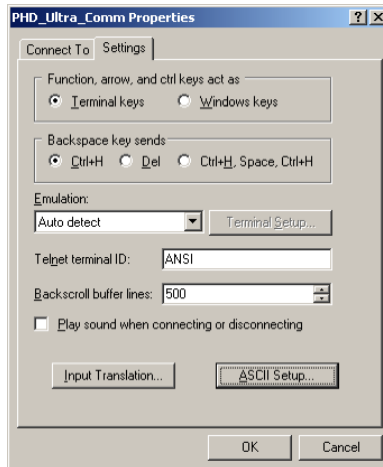 PHD_Ultra_Comm Properties ? ×
Connect To Settings
Function, arrow, and ctrl keys act as
Terminal keys Windows keys
Backspace key sends
Ctrl+H Del Ctrl+H, Space, Ctrl+H
Emulation:
Auto detect Terminal Setup...
Telnet terminal ID: ANSI
Backscroll buffer lines: 500
Play sound when connecting or disconnecting
Input Translation... ASCII Setup...
OK Cancel